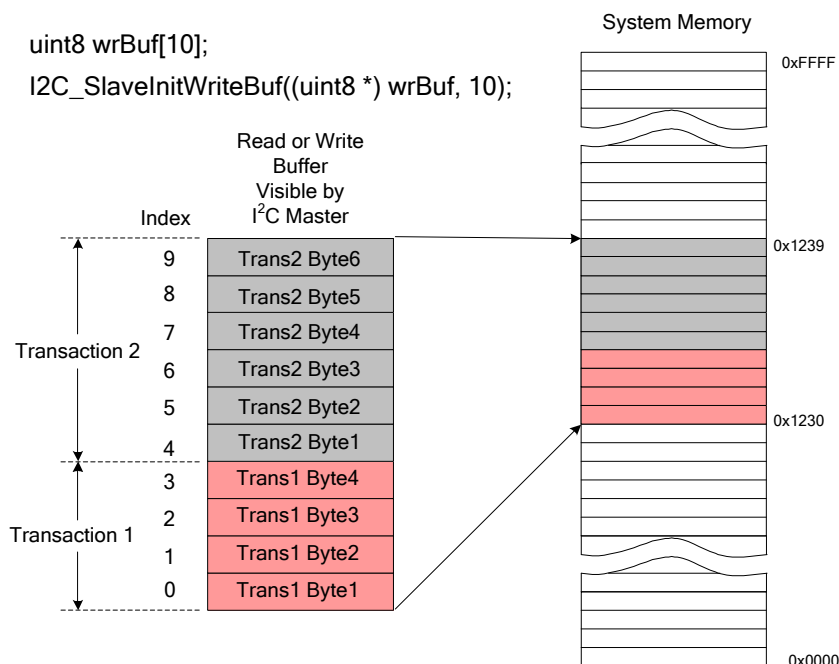 uint8 wrBuf[10];
I2C_SlaveInitWriteBuf((uint8 *) wrBuf, 10);
System Memory
0xFFFF
Read or Write
Buffer
Visible by
I²C Master
Index
9 Trans2 Byte6
8 Trans2 Byte5
7 Trans2 Byte4
6 Trans2 Byte3
5 Trans2 Byte2
4 Trans2 Byte1
3 Trans1 Byte4
2 Trans1 Byte3
1 Trans1 Byte2
0 Trans1 Byte1
Transaction 2
Transaction 1
0x1239
0x1230
0x0000